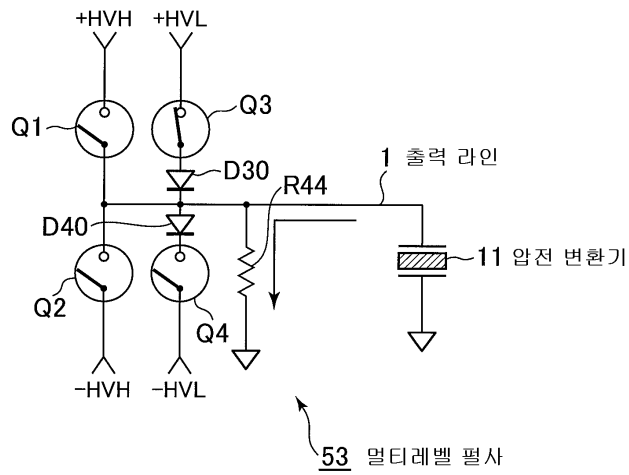 +HVH +HVL
Q1 Q3
D30
R44
1 출력 라인
D40
11 압전 변환기
Q2 Q4
−HVH −HVL
53 멀티레벨 펄사